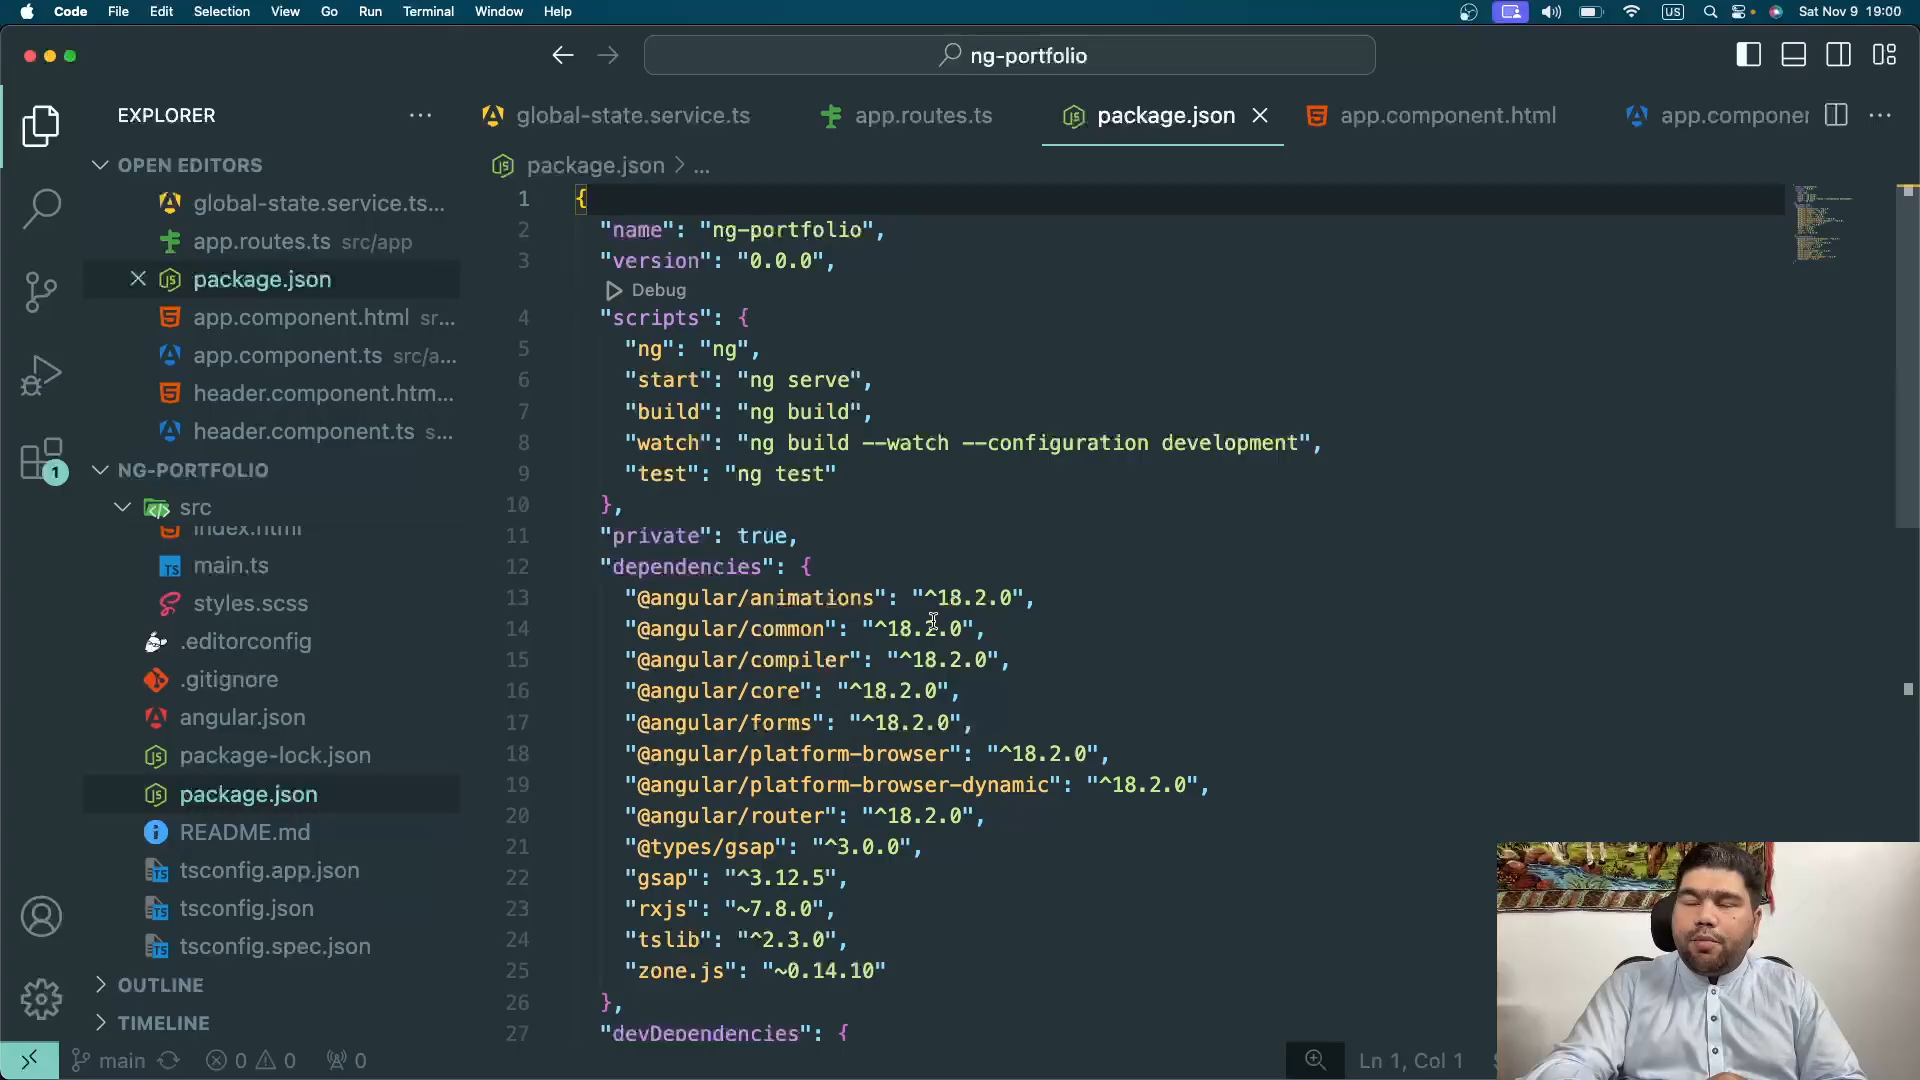 Code File Edit Selection View Go Run Terminal Window Help
US
Sat Nov 9 19:00
ng-portfolio
EXPLORER
global-state.service.ts
app.routes.ts
package.json
app.component.html
app.componer
OPEN EDITORS
package.json > ...
global-state.service.ts...
app.routes.ts src/app
package.json
app.component.html sr...
app.component.ts src/a...
header.component.htm...
header.component.ts s...
1
NG-PORTFOLIO
src
index.html
main.ts
styles.scss
.editorconfig
.gitignore
angular.json
package-lock.json
package.json
README.md
tsconfig.app.json
tsconfig.json
tsconfig.spec.json
OUTLINE
TIMELINE
1 {
2 "name": "ng-portfolio",
3 "version": "0.0.0",
Debug
4 "scripts": {
5 "ng": "ng",
6 "start": "ng serve",
7 "build": "ng build",
8 "watch": "ng build --watch --configuration development",
9 "test": "ng test"
10 },
11 "private": true,
12 "dependencies": {
13 "@angular/animations": "^18.2.0",
14 "@angular/common": "^18.2.0",
15 "@angular/compiler": "^18.2.0",
16 "@angular/core": "^18.2.0",
17 "@angular/forms": "^18.2.0",
18 "@angular/platform-browser": "^18.2.0",
19 "@angular/platform-browser-dynamic": "^18.2.0",
20 "@angular/router": "^18.2.0",
21 "@types/gsap": "^3.0.0",
22 "gsap": "^3.12.5",
23 "rxjs": "~7.8.0",
24 "tslib": "^2.3.0",
25 "zone.js": "~0.14.10"
26 },
27 "devDependencies": {
main 0 0 0
Ln 1, Col 1